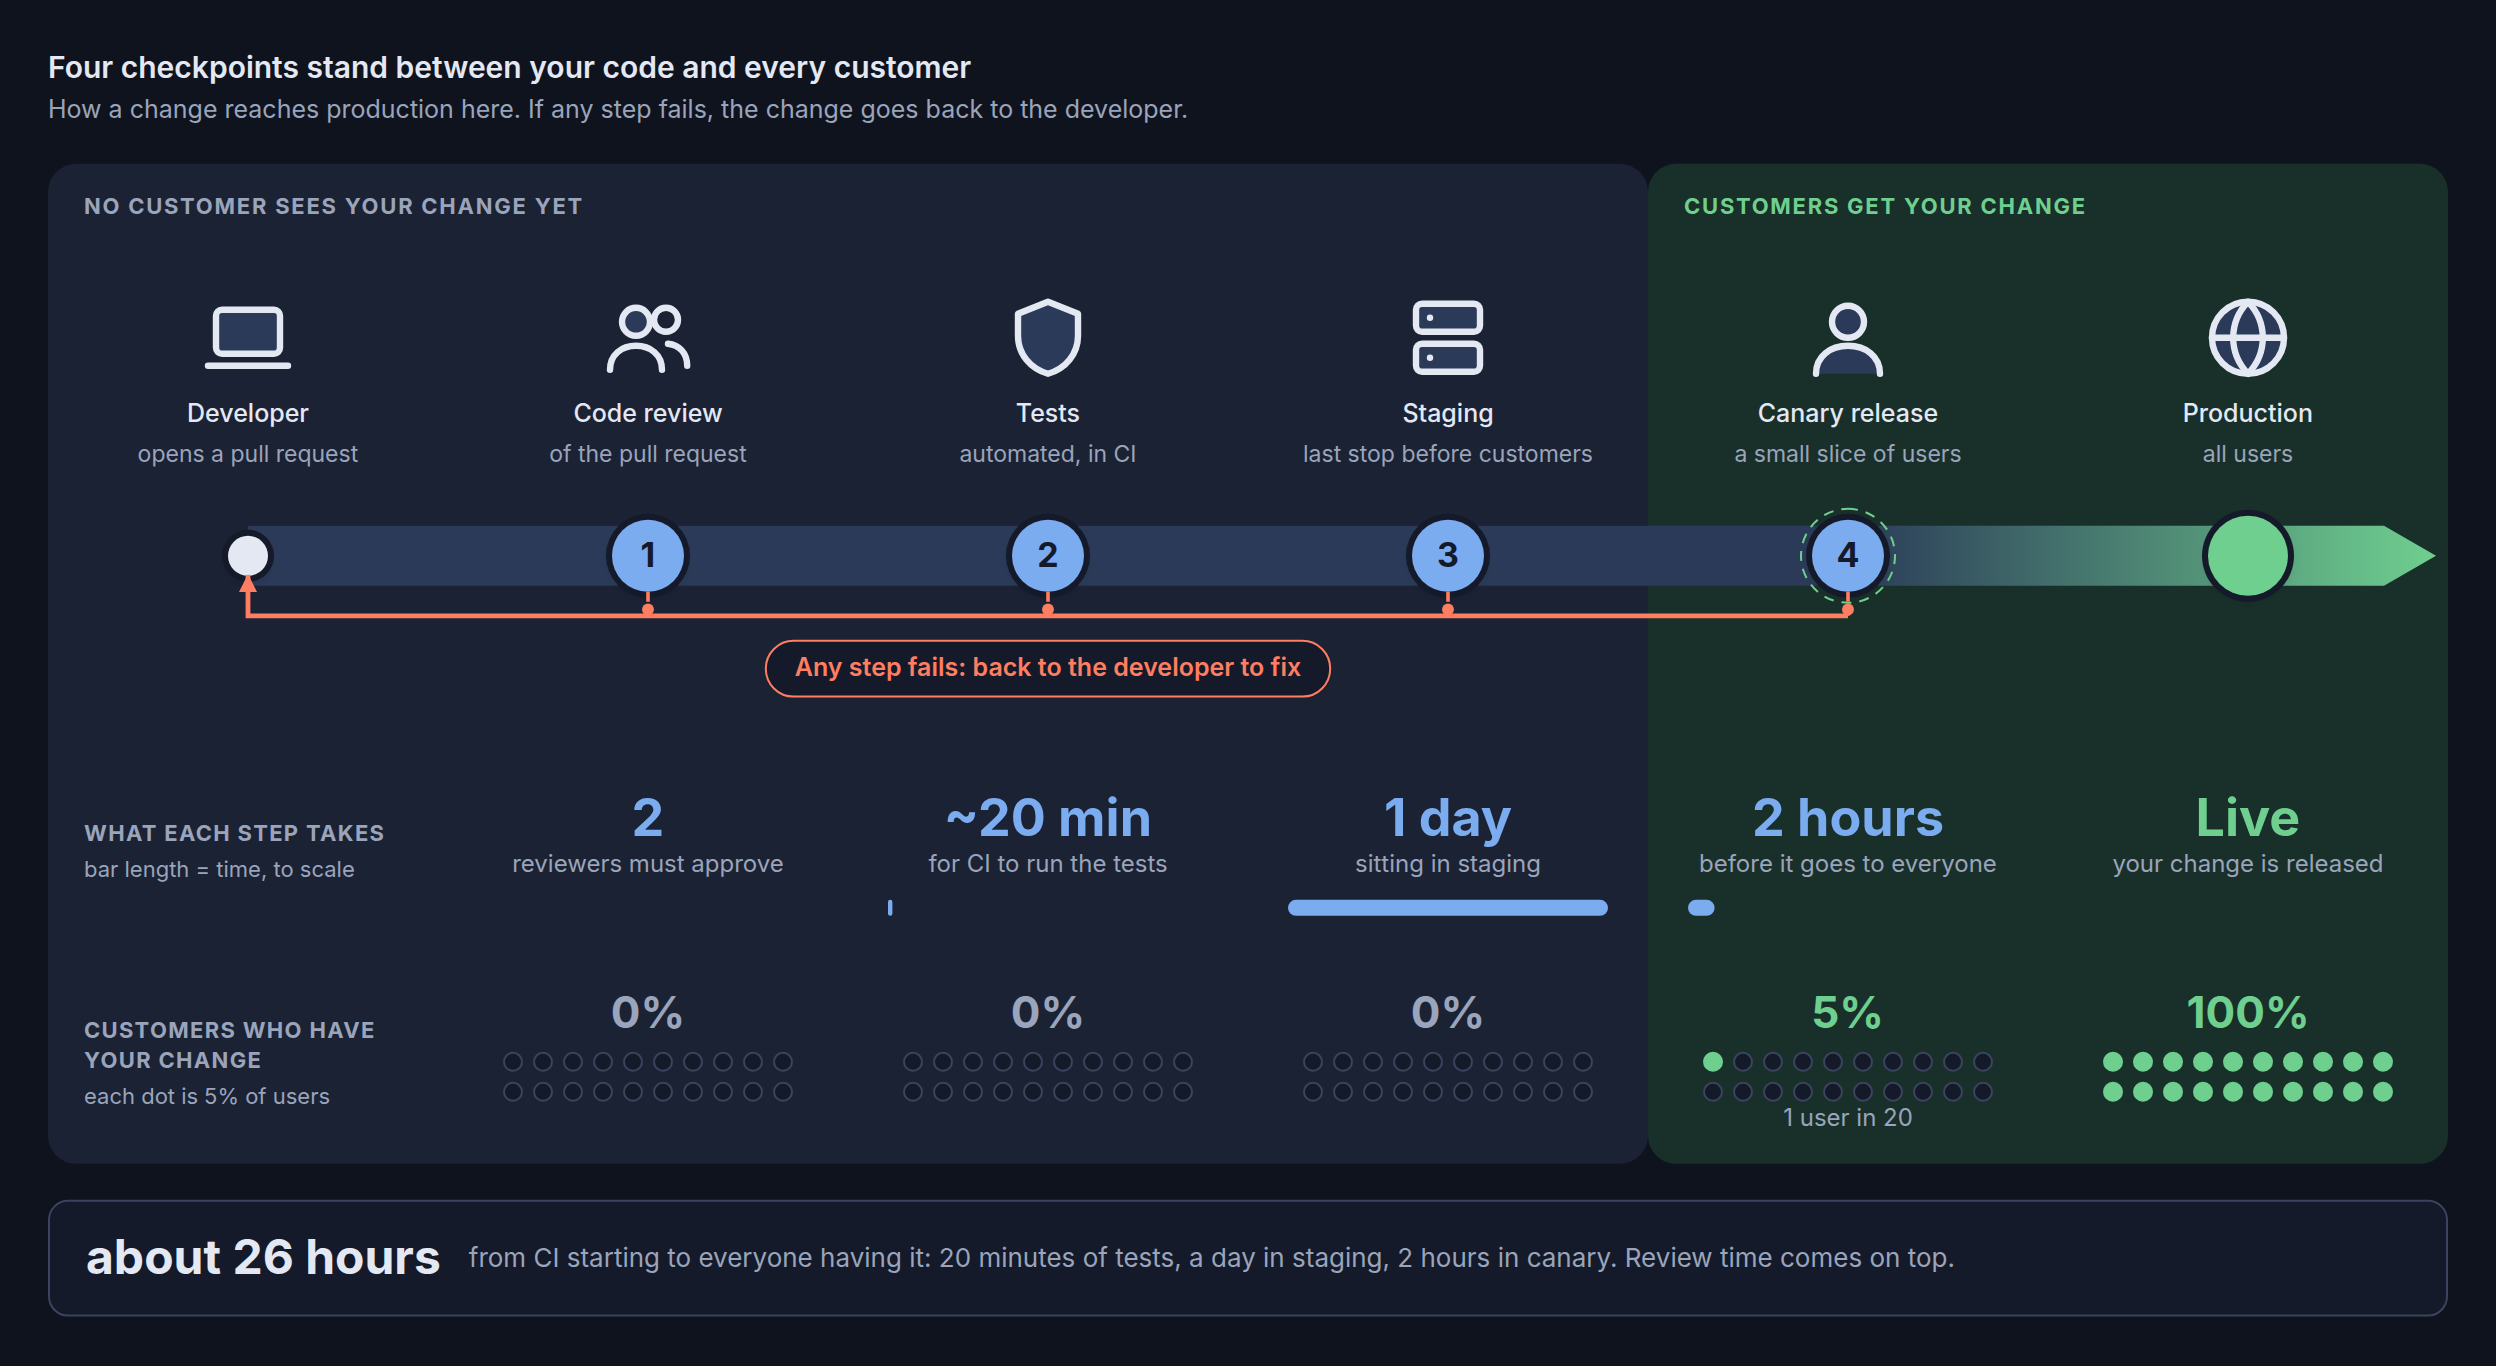 Four checkpoints stand between your code and every customer
How a change reaches production here. If any step fails, the change goes back to the developer.
NO CUSTOMER SEES YOUR CHANGE YET
CUSTOMERS GET YOUR CHANGE
Developer
opens a pull request
Code review
of the pull request
Tests
automated, in CI
Staging
last stop before customers
Canary release
a small slice of users
Production
all users
1
2
3
4
Any step fails: back to the developer to fix
WHAT EACH STEP TAKES
bar length = time, to scale
2
reviewers must approve
~20 min
for CI to run the tests
1 day
sitting in staging
2 hours
before it goes to everyone
Live
your change is released
CUSTOMERS WHO HAVE
YOUR CHANGE
each dot is 5% of users
0%
0%
0%
5%
1 user in 20
100%
about 26 hours
from CI starting to everyone having it: 20 minutes of tests, a day in staging, 2 hours in canary. Review time comes on top.